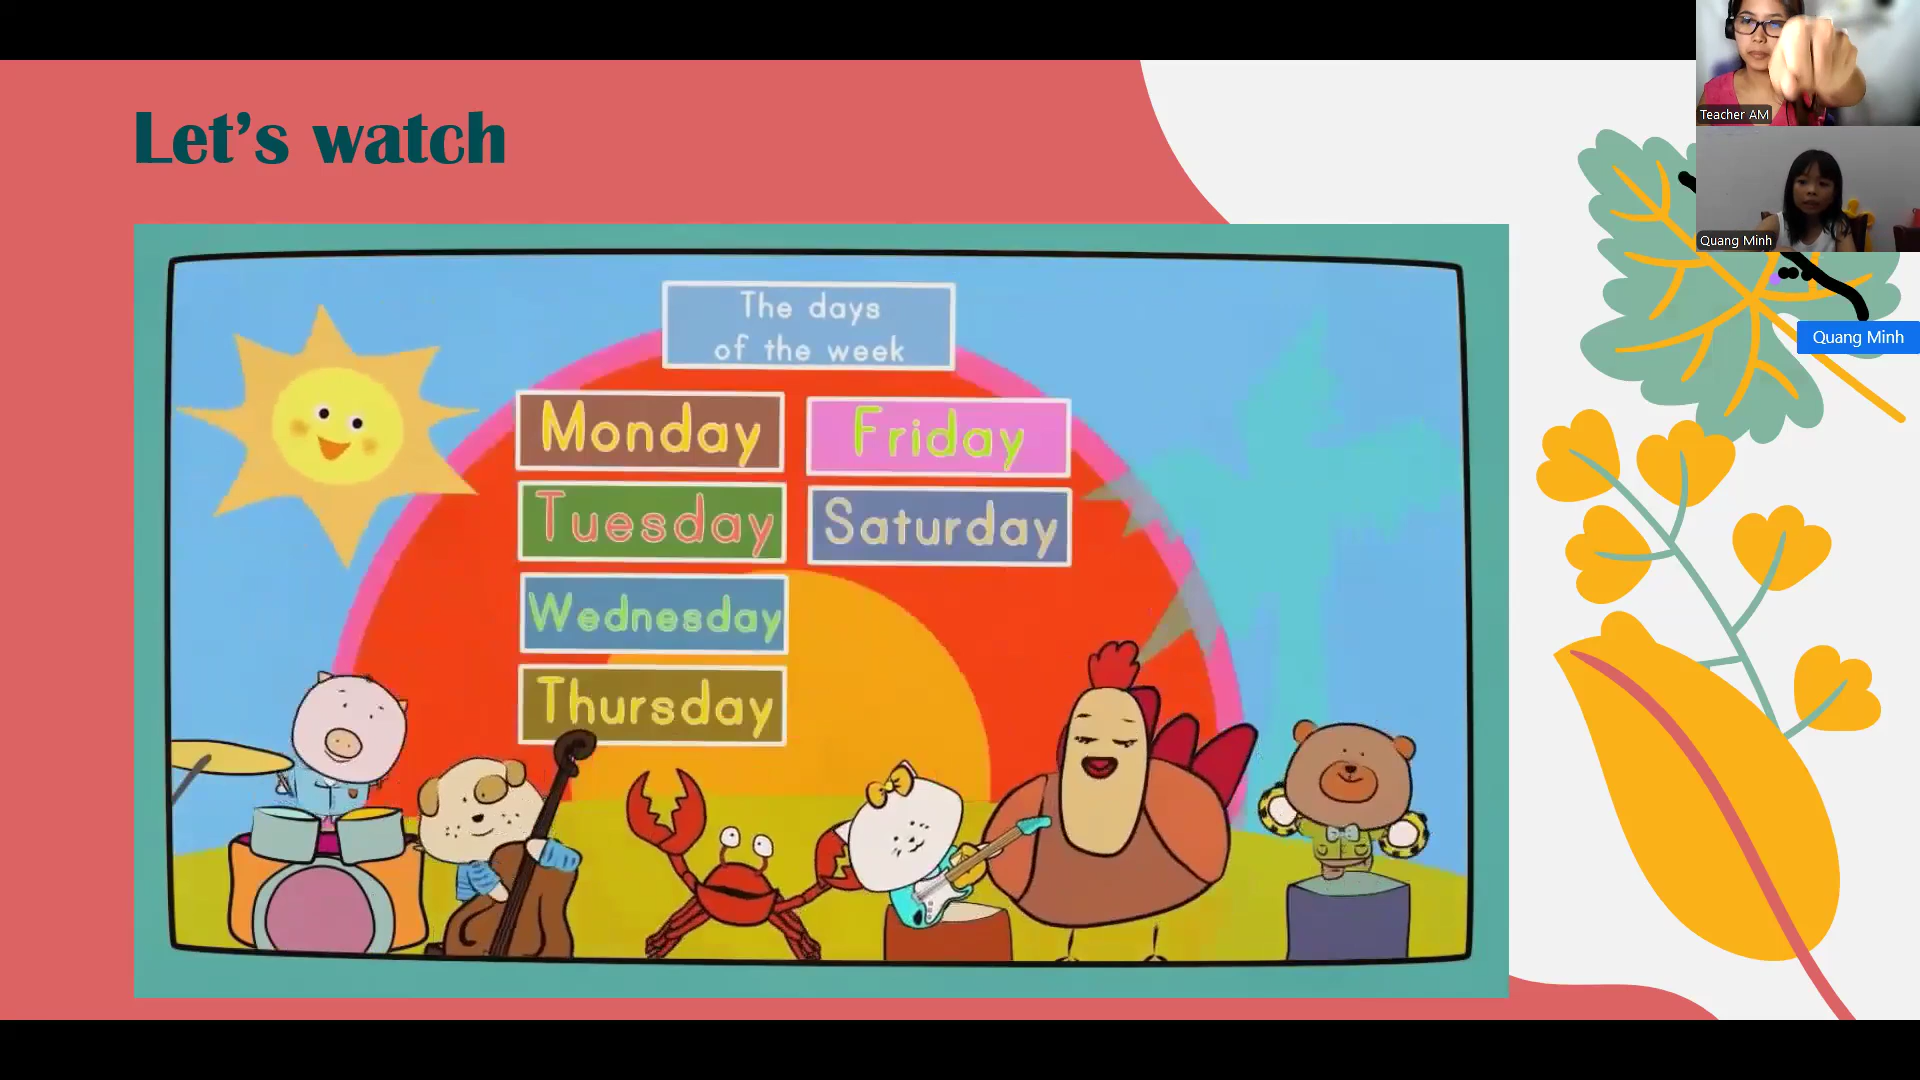 Let's watch
The days
of the week
Monday
Tuesday
Wednesday
Thursday
Friday
Saturday
Teacher AM
Quang Minh
Quang Minh